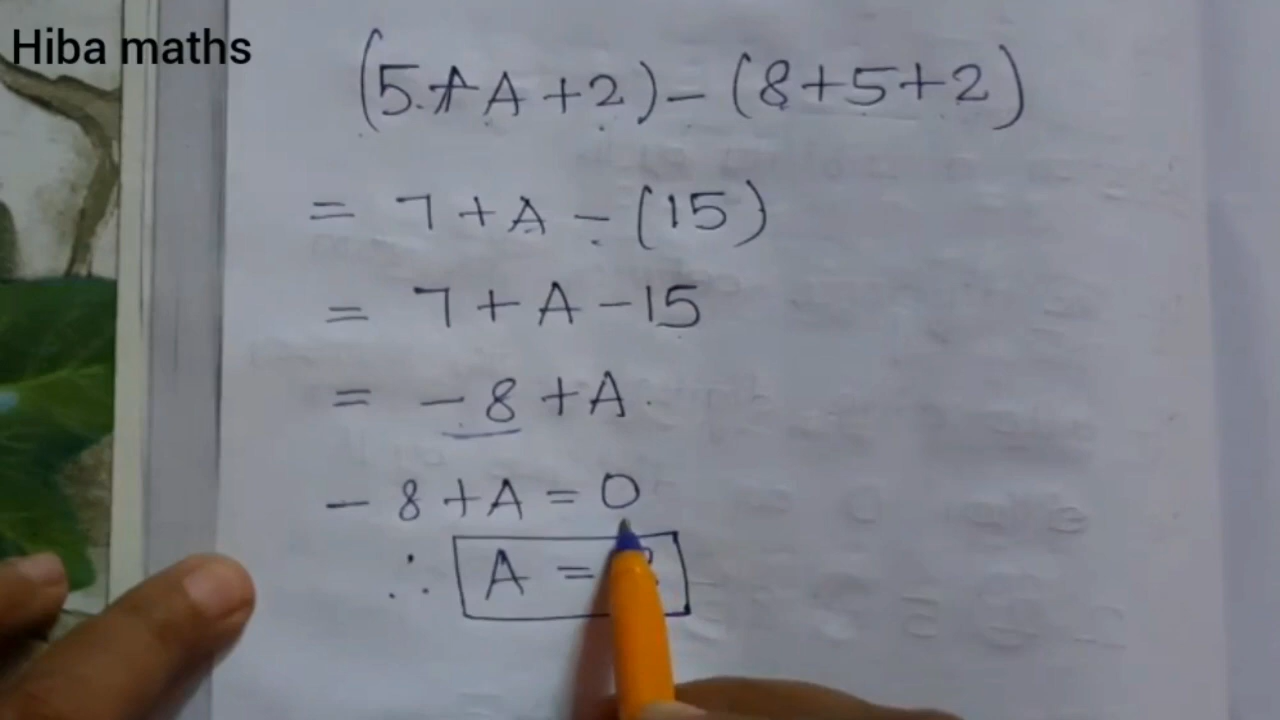 Hiba maths
(5+A+2)-(8+5+2)
= 7+A-(15)
= 7+A-15
= -8+A
-8+A=0
∴ A =